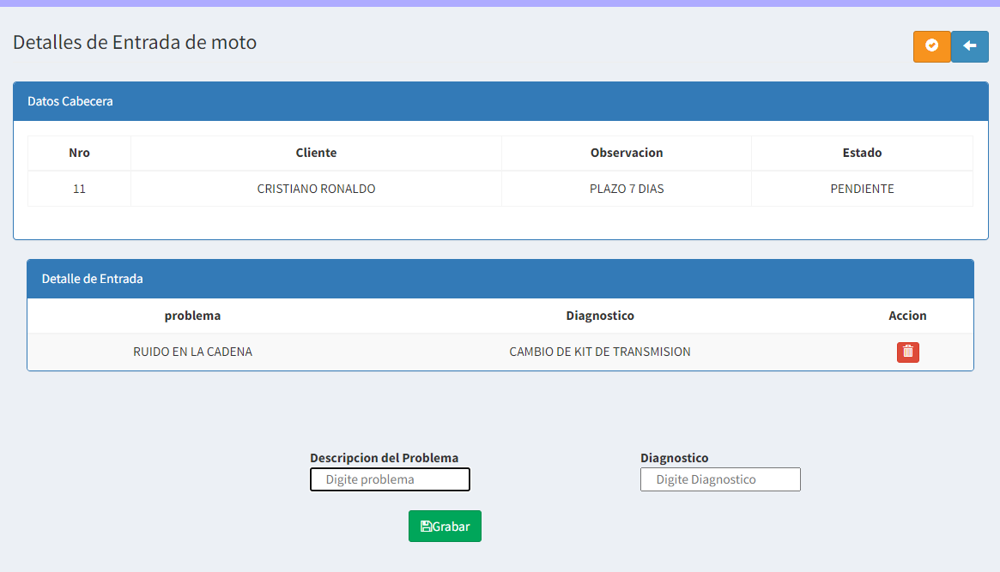 Detalles de Entrada de moto
Datos Cabecera
Nro Cliente Observacion Estado
11 CRISTIANO RONALDO PLAZO 7 DIAS PENDIENTE
Detalle de Entrada
problema Diagnostico Accion
RUIDO EN LA CADENA CAMBIO DE KIT DE TRANSMISION
Descripcion del Problema Diagnostico
Digite problema Digite Diagnostico
Grabar